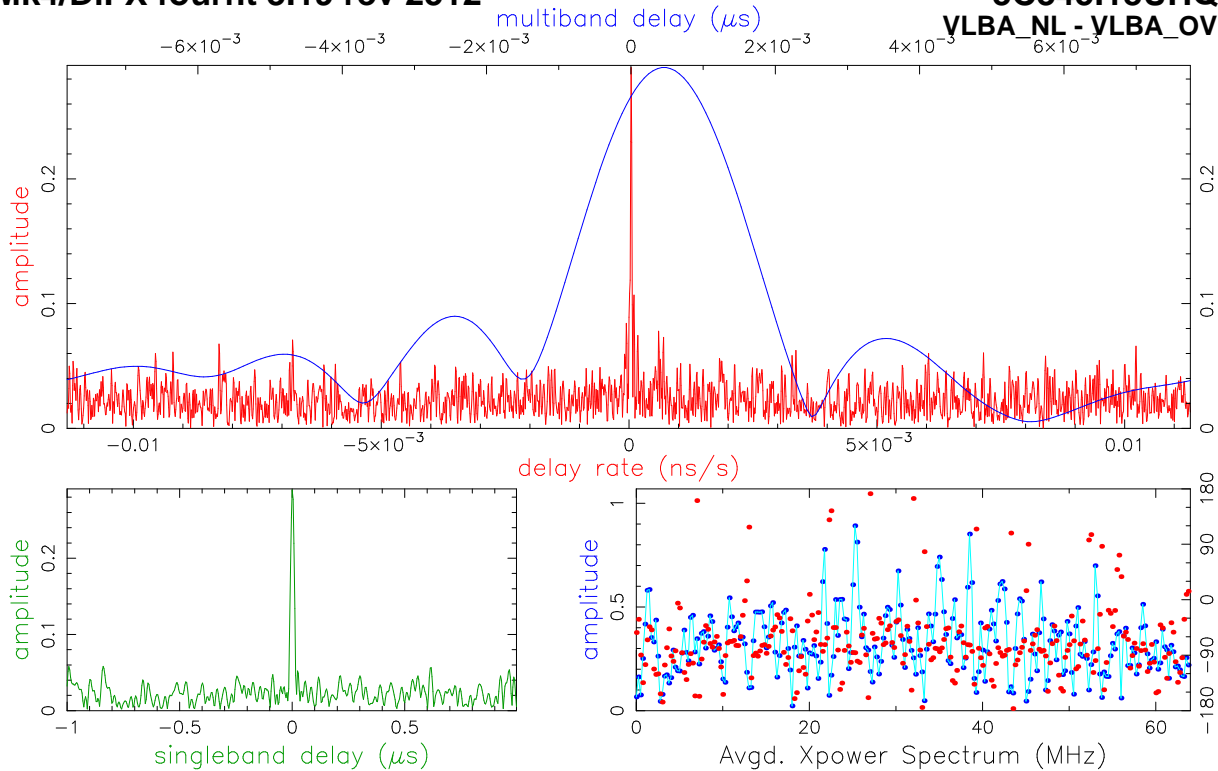 VLBA_NL - VLBA_OV
multiband delay (μs)
−6×10⁻³ −4×10⁻³ −2×10⁻³ 0 2×10⁻³ 4×10⁻³ 6×10⁻³
amplitude
0 0.1 0.2
0 0.1 0.2
−0.01 −5×10⁻³ 0 5×10⁻³ 0.01
delay rate (ns/s)
amplitude
0 0.1 0.2
−1 −0.5 0 0.5
singleband delay (μs)
amplitude
0 0.5 1
180 90 0 −90 −180
0 20 40 60
Avgd. Xpower Spectrum (MHz)